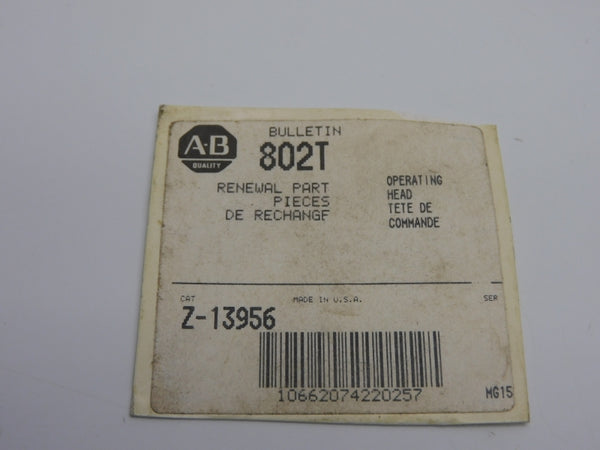 A-B
QUALITY
BULLETIN
802T
RENEWAL PART
PIECES
DE RECHANGE
OPERATING
HEAD
TETE DE
COMMANDE
CAT
MADE IN U.S.A.
SER
Z-13956
10662074220257
MG15